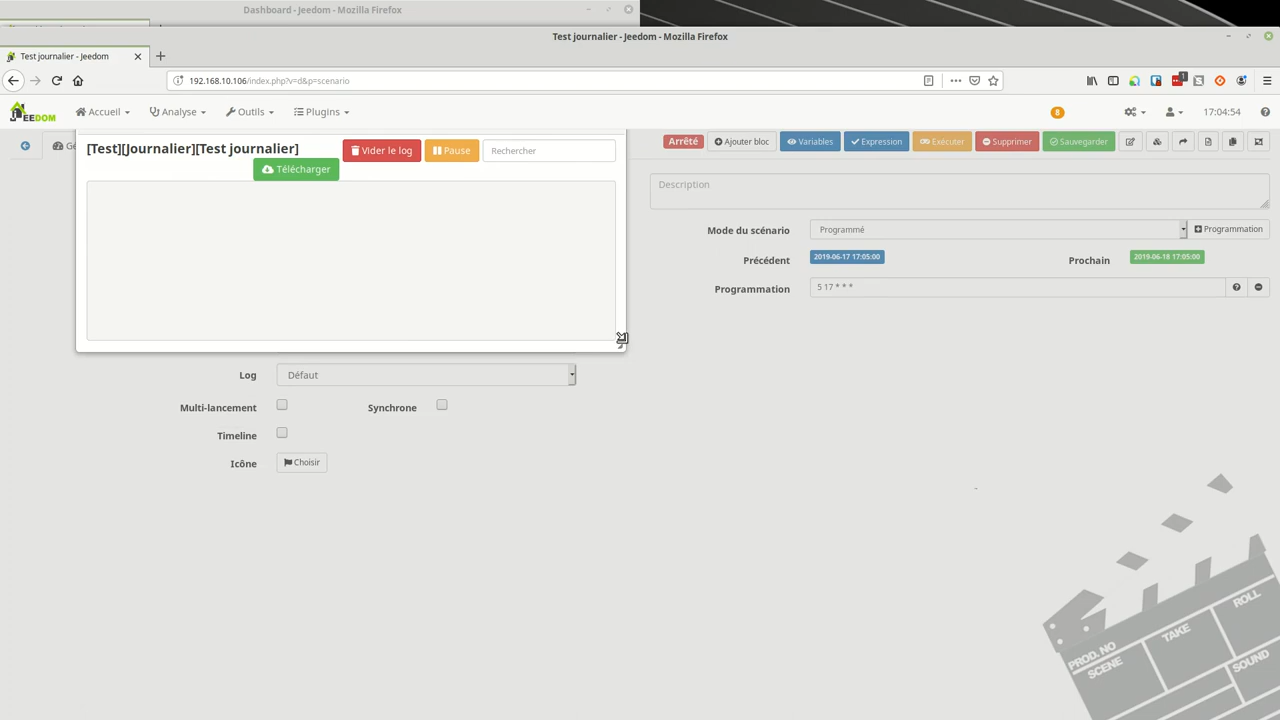 Dashboard - Jeedom - Mozilla Firefox
Test journalier - Jeedom - Mozilla Firefox
Test journalier - Jeedom
192.168.10.106/index.php?v=d&p=scenario
1
JEEDOM Accueil Analyse Outils Plugins 8 17:04:54
Gé
[Test][Journalier][Test journalier] Vider le log Pause Rechercher
Télécharger
Arrêté Ajouter bloc Variables Expression Exécuter Supprimer Sauvegarder
Description
Mode du scénario Programmé Programmation
Précédent 2019-06-17 17:05:00 Prochain 2019-06-18 17:05:00
Programmation 5 17 * * *
Log Défaut
Multi-lancement Synchrone
Timeline
Icône Choisir
PROD. NO
SCENE
TAKE
ROLL
SOUND